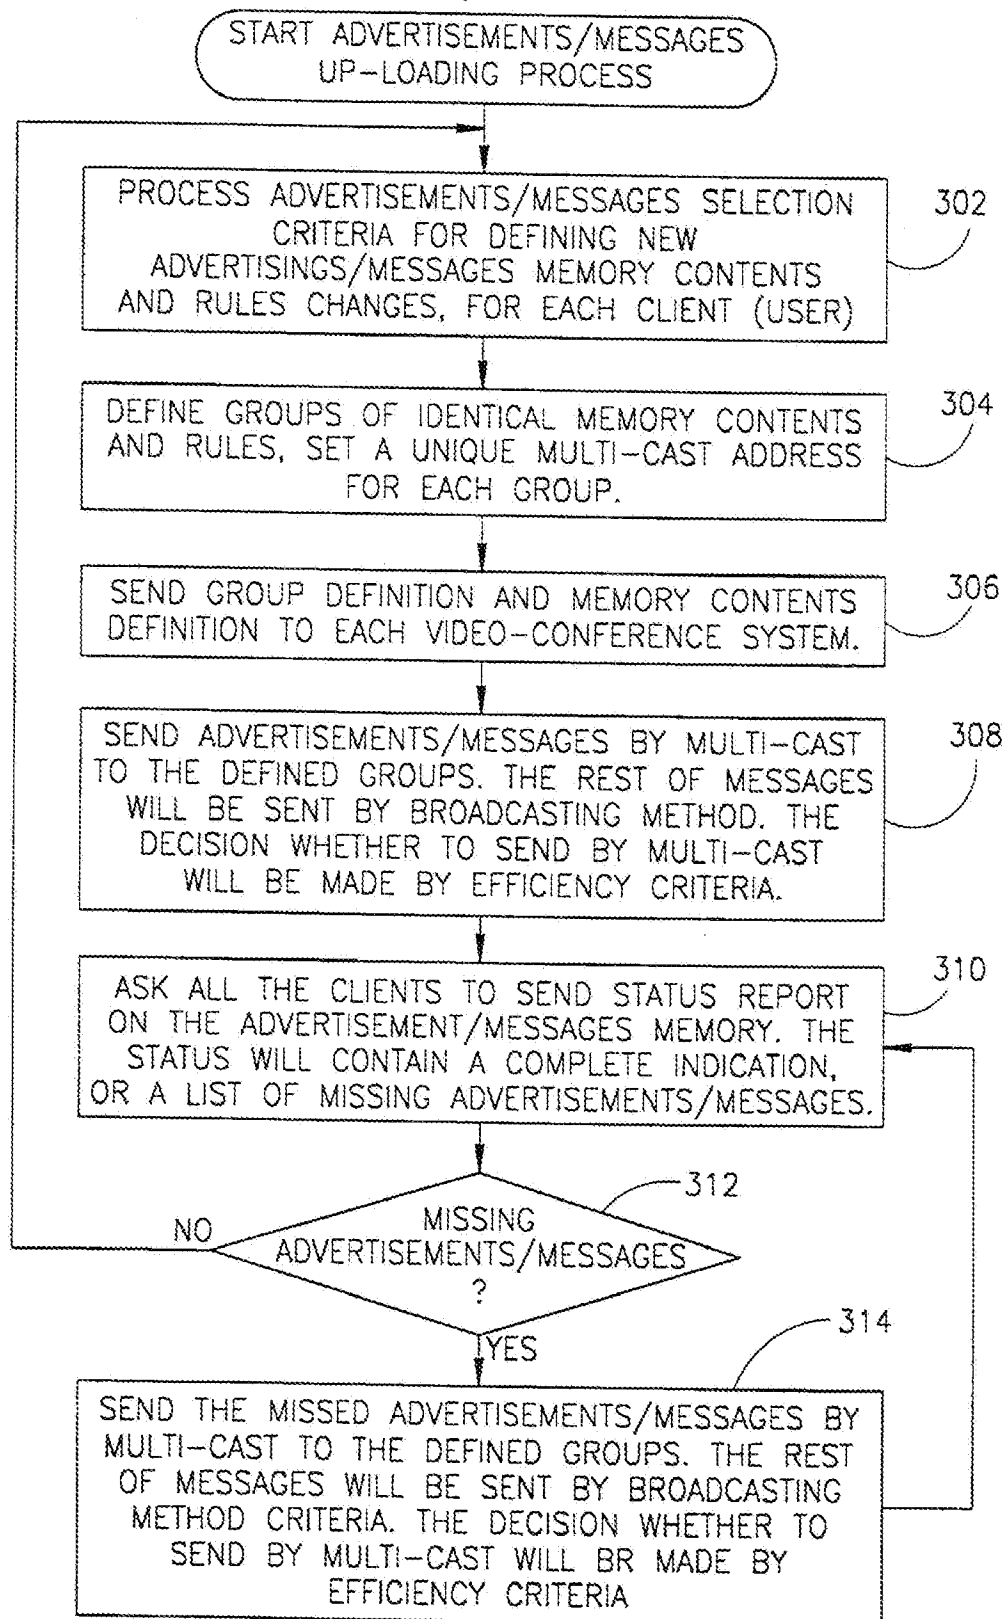 START ADVERTISEMENTS/MESSAGES
UP-LOADING PROCESS
PROCESS ADVERTISEMENTS/MESSAGES SELECTION
CRITERIA FOR DEFINING NEW
ADVERTISINGS/MESSAGES MEMORY CONTENTS
AND RULES CHANGES, FOR EACH CLIENT (USER)
302
DEFINE GROUPS OF IDENTICAL MEMORY CONTENTS
AND RULES, SET A UNIQUE MULTI-CAST ADDRESS
FOR EACH GROUP.
304
SEND GROUP DEFINITION AND MEMORY CONTENTS
DEFINITION TO EACH VIDEO-CONFERENCE SYSTEM.
306
SEND ADVERTISEMENTS/MESSAGES BY MULTI-CAST
TO THE DEFINED GROUPS. THE REST OF MESSAGES
WILL BE SENT BY BROADCASTING METHOD. THE
DECISION WHETHER TO SEND BY MULTI-CAST
WILL BE MADE BY EFFICIENCY CRITERIA.
308
ASK ALL THE CLIENTS TO SEND STATUS REPORT
ON THE ADVERTISEMENT/MESSAGES MEMORY. THE
STATUS WILL CONTAIN A COMPLETE INDICATION,
OR A LIST OF MISSING ADVERTISEMENTS/MESSAGES.
310
312
NO
MISSING
ADVERTISEMENTS/MESSAGES
?
YES
314
SEND THE MISSED ADVERTISEMENTS/MESSAGES BY
MULTI-CAST TO THE DEFINED GROUPS. THE REST
OF MESSAGES WILL BE SENT BY BROADCASTING
METHOD CRITERIA. THE DECISION WHETHER TO
SEND BY MULTI-CAST WILL BR MADE BY
EFFICIENCY CRITERIA